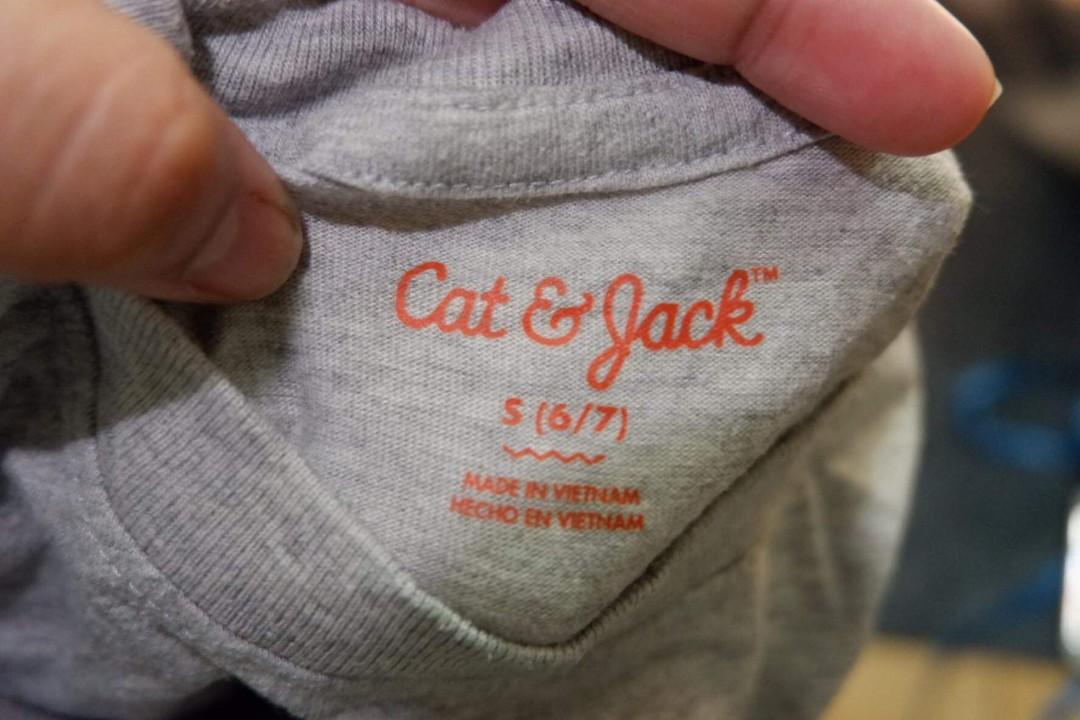 Cat & Jack™
S (6/7)
MADE IN VIETNAM
HECHO EN VIETNAM